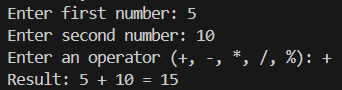 Enter first number: 5
Enter second number: 10
Enter an operator (+, -, *, /, %): +
Result: 5 + 10 = 15